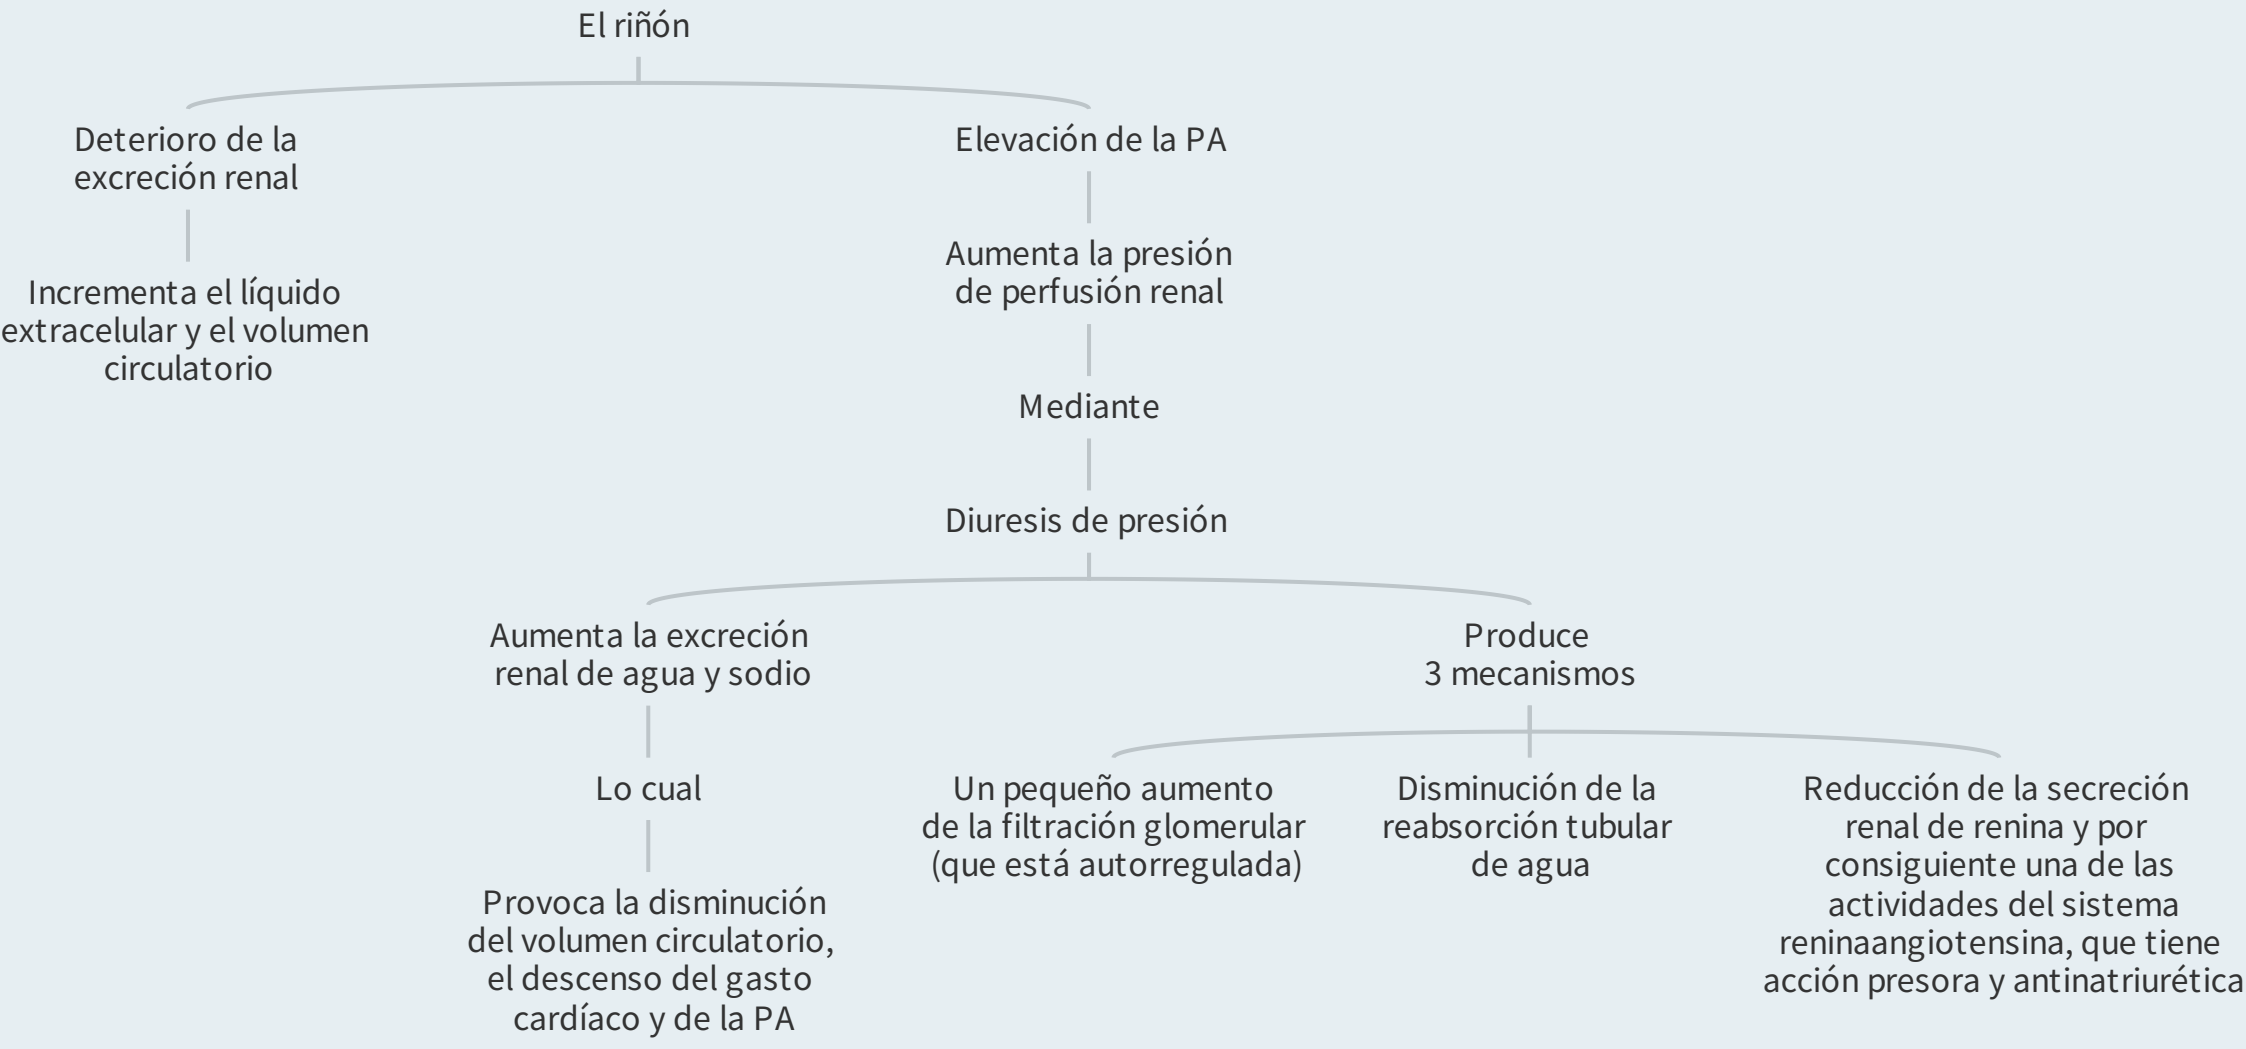 El riñón
Deterioro de la
excreción renal
Incrementa el líquido
extracelular y el volumen
circulatorio
Elevación de la PA
Aumenta la presión
de perfusión renal
Mediante
Diuresis de presión
Aumenta la excreción
renal de agua y sodio
Lo cual
Provoca la disminución
del volumen circulatorio,
el descenso del gasto
cardíaco y de la PA
Produce
3 mecanismos
Un pequeño aumento
de la filtración glomerular
(que está autorregulada)
Disminución de la
reabsorción tubular
de agua
Reducción de la secreción
renal de renina y por
consiguiente una de las
actividades del sistema
reninaangiotensina, que tiene
acción presora y antinatriurética